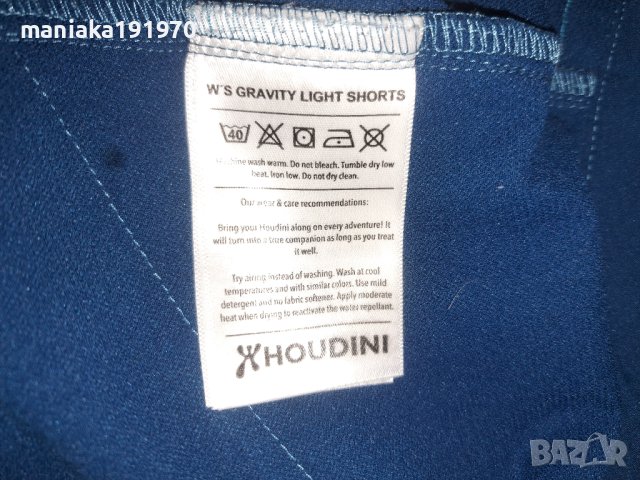 maniaka191970
W'S GRAVITY LIGHT SHORTS
40
Machine wash warm. Do not bleach. Tumble dry low
heat. Iron low. Do not dry clean.
Our wear & care recommendations:
Bring your Houdini along on every adventure! It
will turn into a true companion as long as you treat
it well.
Try airing instead of washing. Wash at cool
temperatures and with similar colors. Use mild
detergent and no fabric softener. Apply moderate
heat when drying to reactivate the water repellant.
HOUDINI
BAZAR